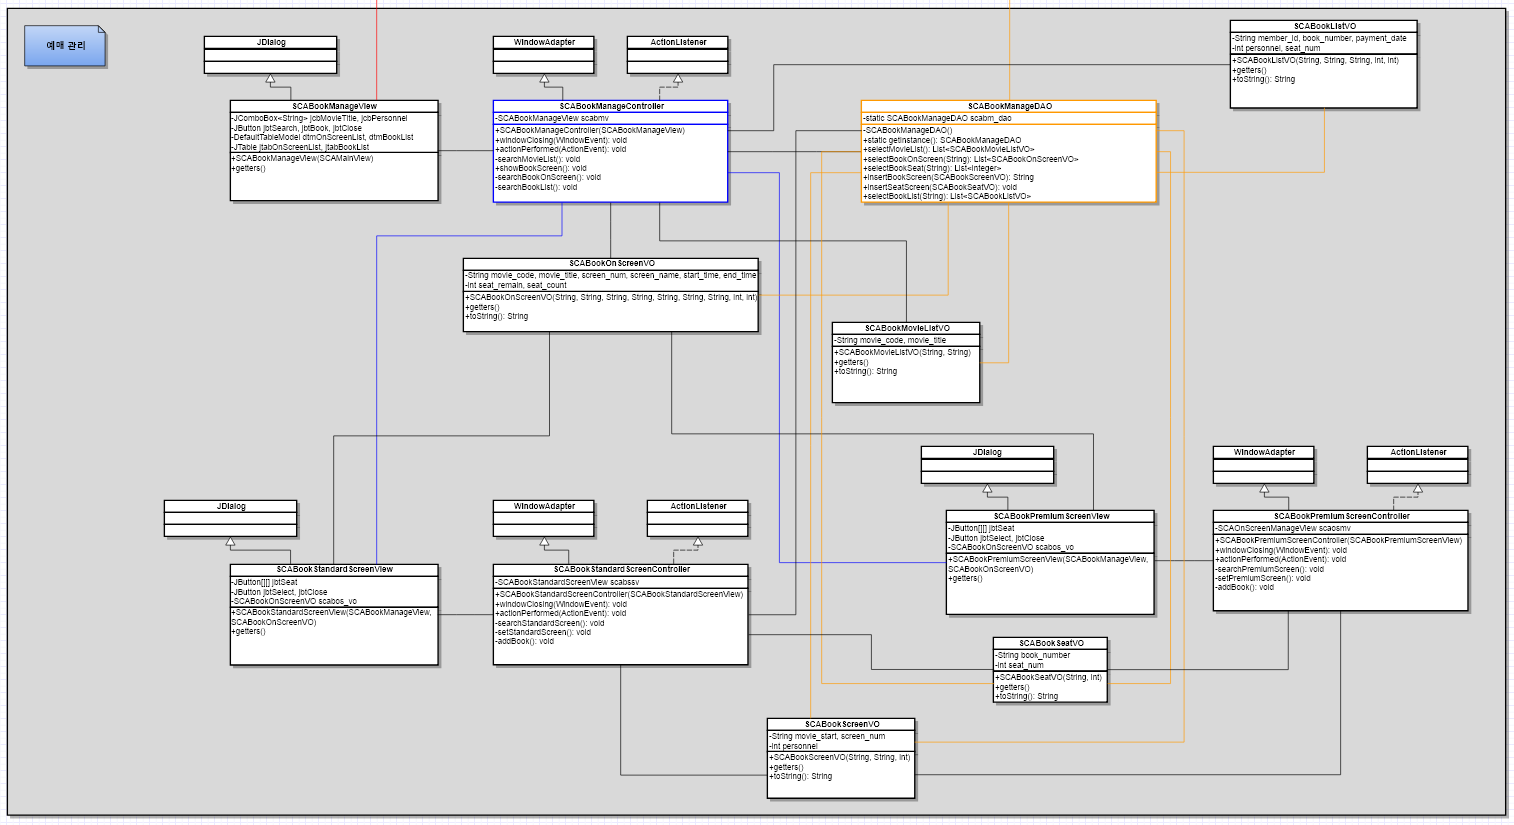 예매 관리
JDialog
WindowAdapter
ActionListener
SCABookListVO
-String member_id, book_number, payment_date
-int personnel, seat_num
+SCABookListVO(String, String, String, int, int)
+getters()
+toString(): String
SCABookManageView
-JComboBox<String> jcbMovieTitle, jcbPersonnel
-JButton jbtSearch, jbtBook, jbtClose
-DefaultTableModel dtmOnScreenList, dtmBookList
-JTable jtabOnScreenList, jtabBookList
+SCABookManageView(SCAMainView)
+getters()
SCABookManageController
-SCABookManageView scabmv
+SCABookManageController(SCABookManageView)
+windowClosing(WindowEvent): void
+actionPerformed(ActionEvent): void
-searchMovieList(): void
+showBookScreen(): void
-searchBookOnScreen(): void
-searchBookList(): void
SCABookManageDAO
-static SCABookManageDAO scabm_dao
-SCABookManageDAO()
+static getInstance(): SCABookManageDAO
+selectMovieList(): List<SCABookMovieListVO>
+selectBookOnScreen(String): List<SCABookOnScreenVO>
+selectBookSeat(String): List<Integer>
+insertBookScreen(SCABookScreenVO): String
+insertSeatScreen(SCABookSeatVO): void
+selectBookList(String): List<SCABookListVO>
SCABookOnScreenVO
-String movie_code, movie_title, screen_num, screen_name, start_time, end_time
-int seat_remain, seat_count
+SCABookOnScreenVO(String, String, String, String, String, String, int, int)
+getters()
+toString(): String
SCABookMovieListVO
-String movie_code, movie_title
+SCABookMovieListVO(String, String)
+getters()
+toString(): String
JDialog
WindowAdapter
ActionListener
JDialog
WindowAdapter
ActionListener
SCABookPremiumScreenView
-JButton[][] jbtSeat
-JButton jbtSelect, jbtClose
-SCABookOnScreenVO scabos_vo
+SCABookPremiumScreenView(SCABookManageView,
SCABookOnScreenVO)
+getters()
SCABookPremiumScreenController
-SCAOnScreenManageView scaosmv
+SCABookPremiumScreenController(SCABookPremiumScreenView)
+windowClosing(WindowEvent): void
+actionPerformed(ActionEvent): void
-searchPremiumScreen(): void
-setPremiumScreen(): void
-addBook(): void
SCABookStandardScreenView
-JButton[][] jbtSeat
-JButton jbtSelect, jbtClose
-SCABookOnScreenVO scabos_vo
+SCABookStandardScreenView(SCABookManageView,
SCABookOnScreenVO)
+getters()
SCABookStandardScreenController
-SCABookStandardScreenView scabssv
+SCABookStandardSreenController(SCABookStandardScreenView)
+windowClosing(WindowEvent): void
+actionPerformed(ActionEvent): void
-searchStandardScreen(): void
-setStandardScreen(): void
-addBook(): void
SCABookSeatVO
-String book_number
-int seat_num
+SCABookSeatVO(String, int)
+getters()
+toString(): String
SCABookScreenVO
-String movie_start, screen_num
-int personnel
+SCABookScreenVO(String, String, int)
+getters()
+toString(): String